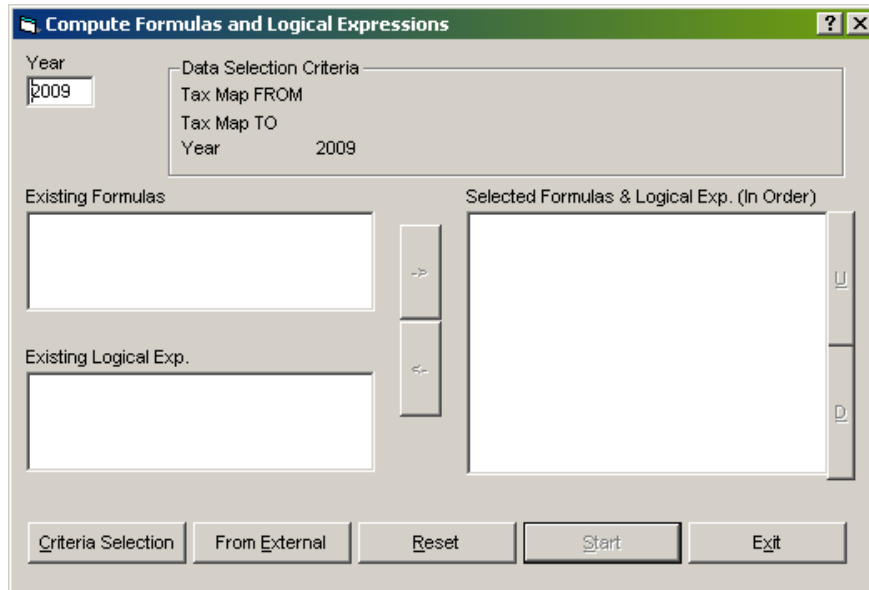 Compute Formulas and Logical Expressions
Year
2009
Data Selection Criteria
Tax Map FROM
Tax Map TO
Year 2009
Existing Formulas
Selected Formulas & Logical Exp. (In Order)
->
U
Existing Logical Exp.
<-
D
Criteria Selection From External Reset Start Exit